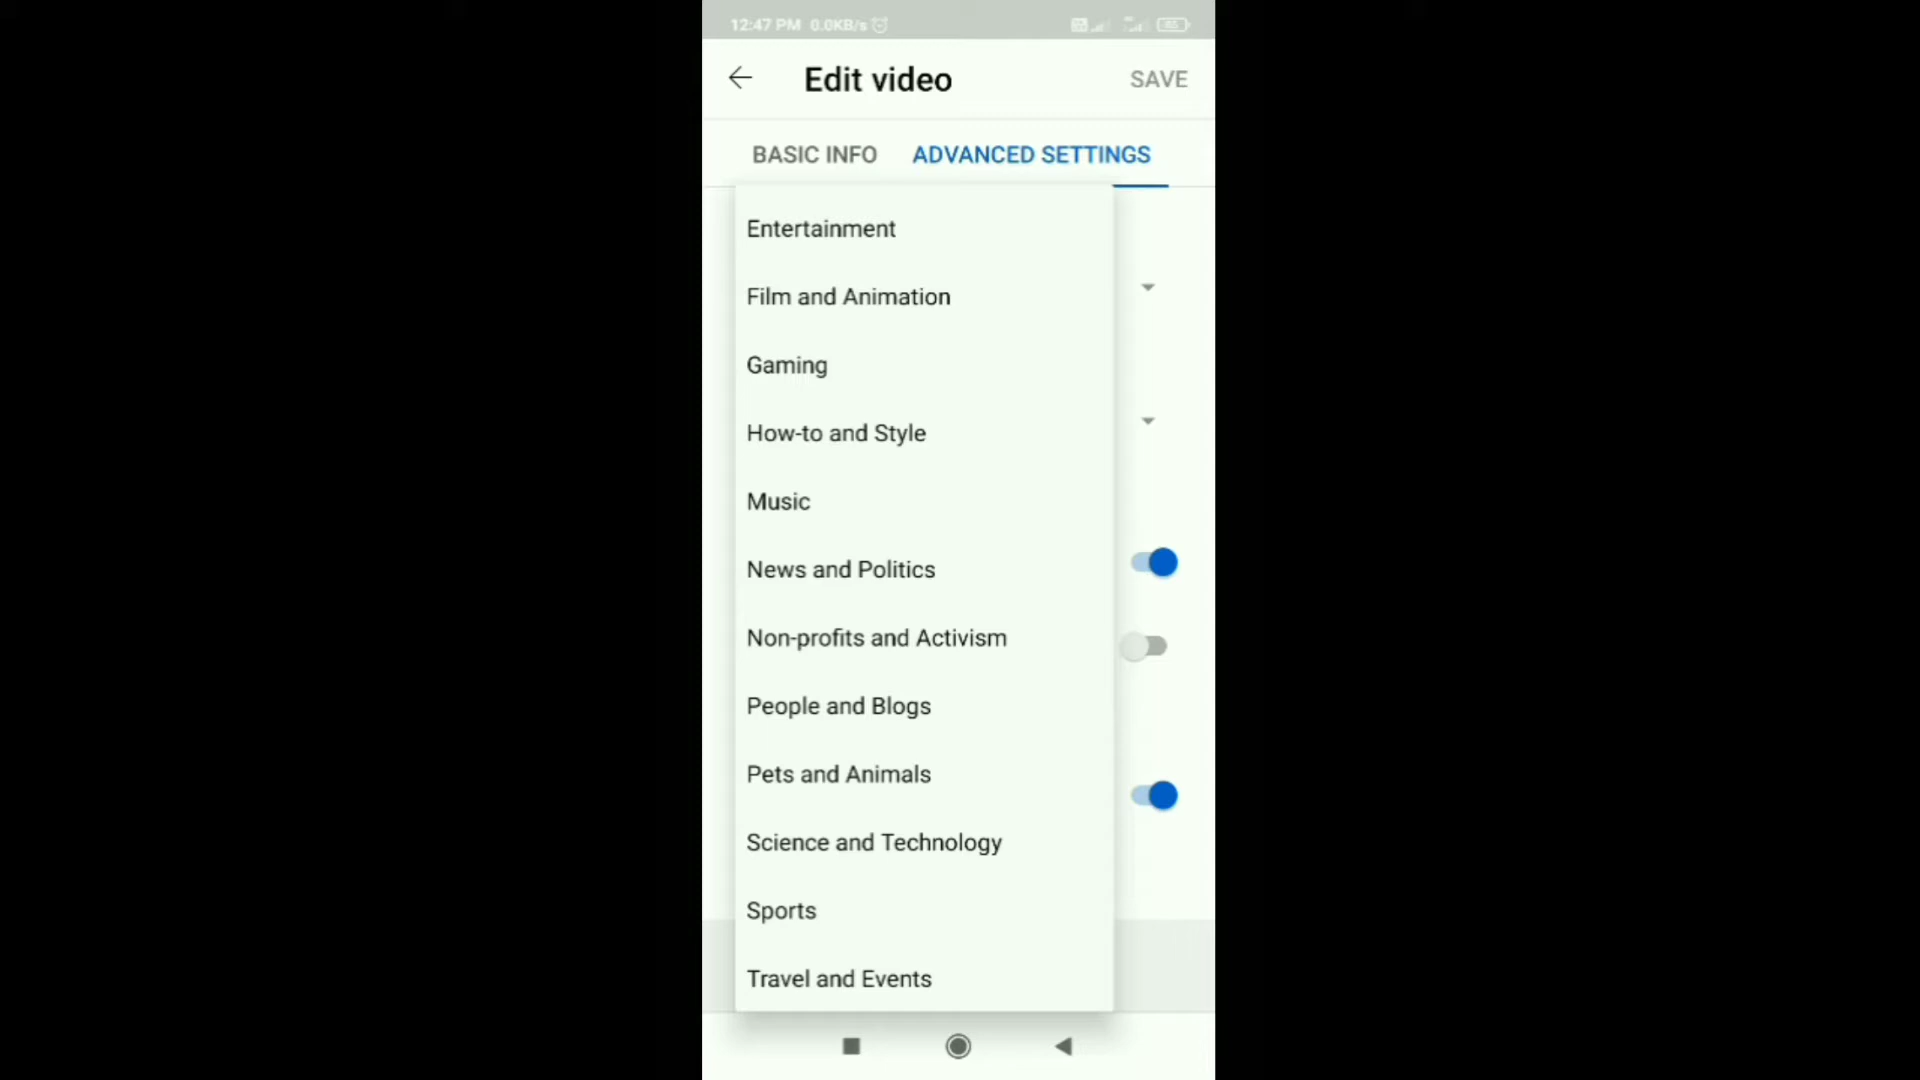 12:47 PM 0.0KB/s
Edit video
SAVE
BASIC INFO
ADVANCED SETTINGS
Entertainment
Film and Animation
Gaming
How-to and Style
Music
News and Politics
Non-profits and Activism
People and Blogs
Pets and Animals
Science and Technology
Sports
Travel and Events